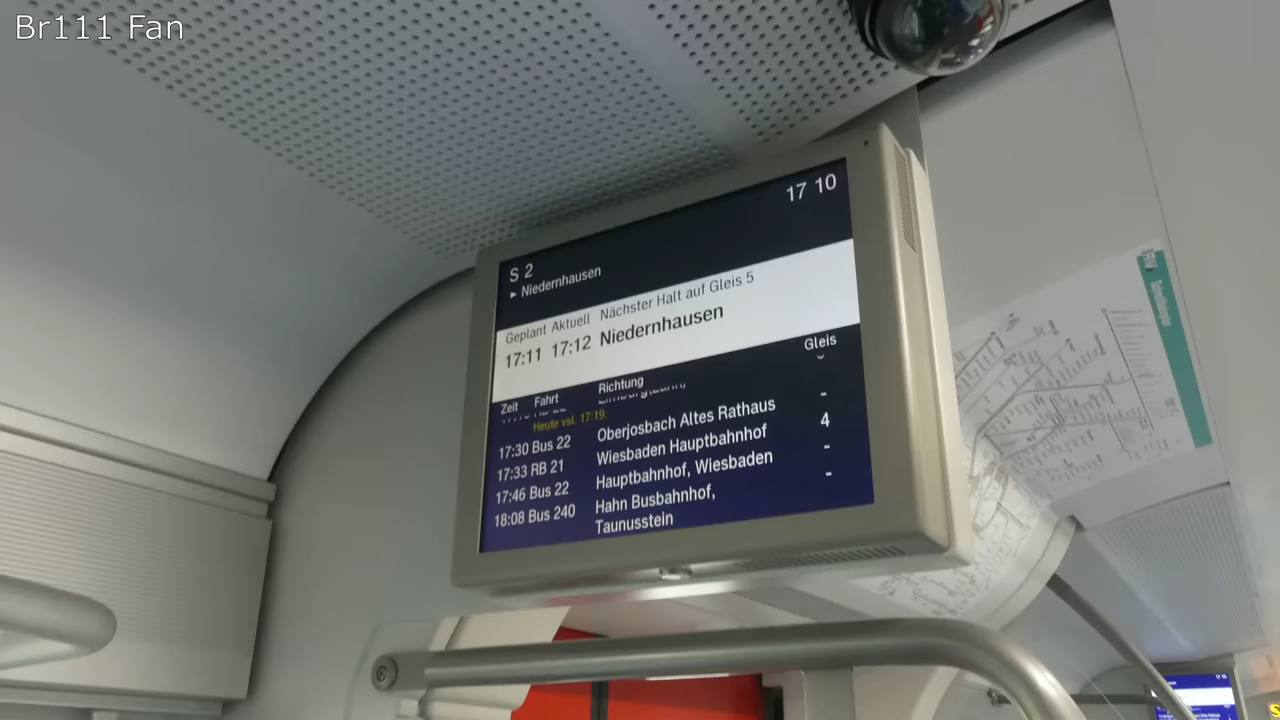 Br111 Fan
17 10
S 2
▸ Niedernhausen
Geplant Aktuell Nächster Halt auf Gleis 5
17:11 17:12 Niedernhausen
Zeit Fahrt Richtung Gleis
Heute vsl. 17:19.
17:30 Bus 22 Oberjosbach Altes Rathaus -
17:33 RB 21 Wiesbaden Hauptbahnhof 4
17:46 Bus 22 Hauptbahnhof, Wiesbaden -
18:08 Bus 240 Hahn Busbahnhof, -
Taunusstein